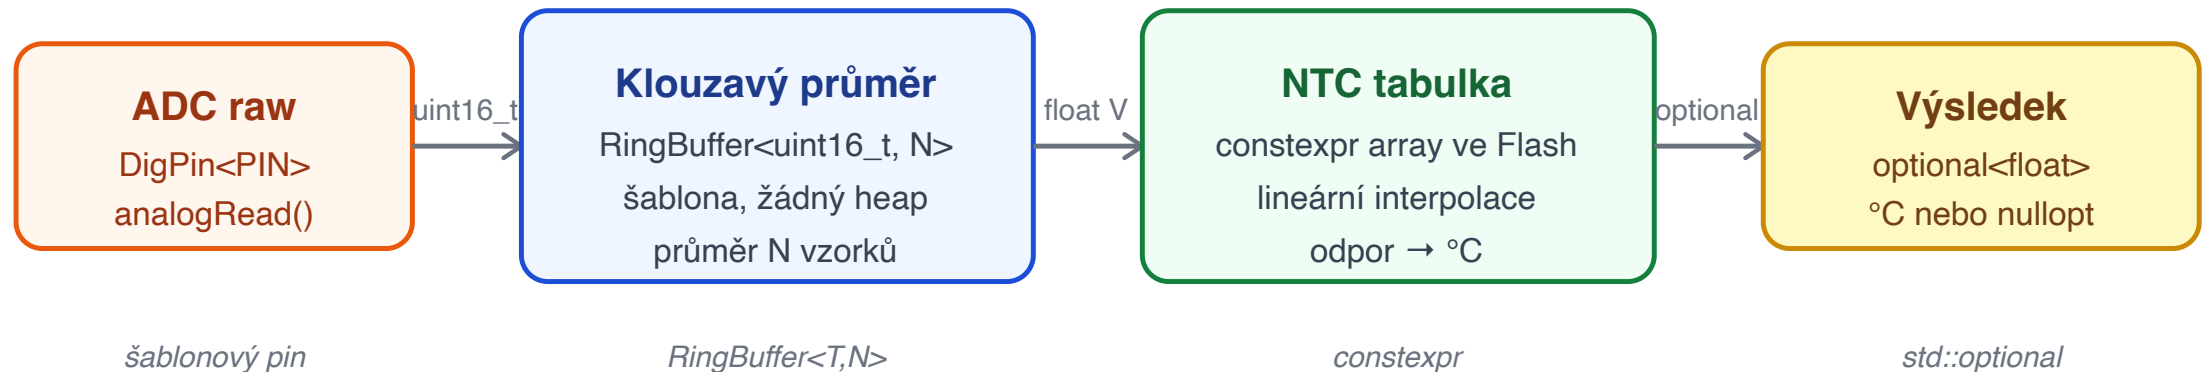 ADC raw
DigPin<PIN>
analogRead()
uint16_t
Klouzavý průměr
RingBuffer<uint16_t, N>
šablona, žádný heap
průměr N vzorků
float V
NTC tabulka
constexpr array ve Flash
lineární interpolace
odpor → °C
optional
Výsledek
optional<float>
°C nebo nullopt
šablonový pin
RingBuffer<T,N>
constexpr
std::optional